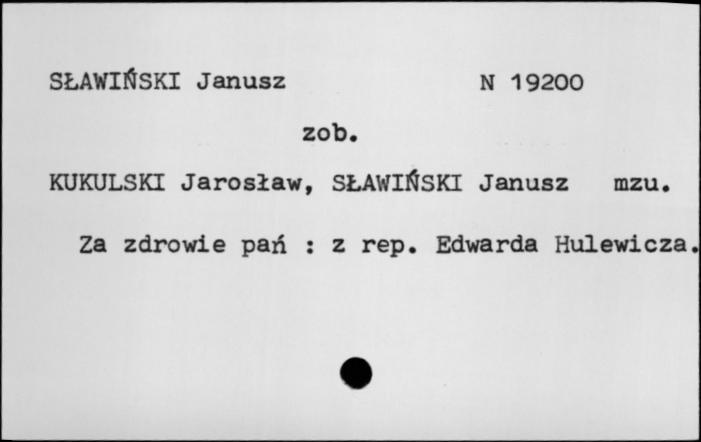 SŁAWIŃSKI Janusz N 19200
zob.
KUKULSKI Jarosław, SŁAWIŃSKI Janusz mzu.
Za zdrowie pań : z rep. Edwarda Hulewicza.